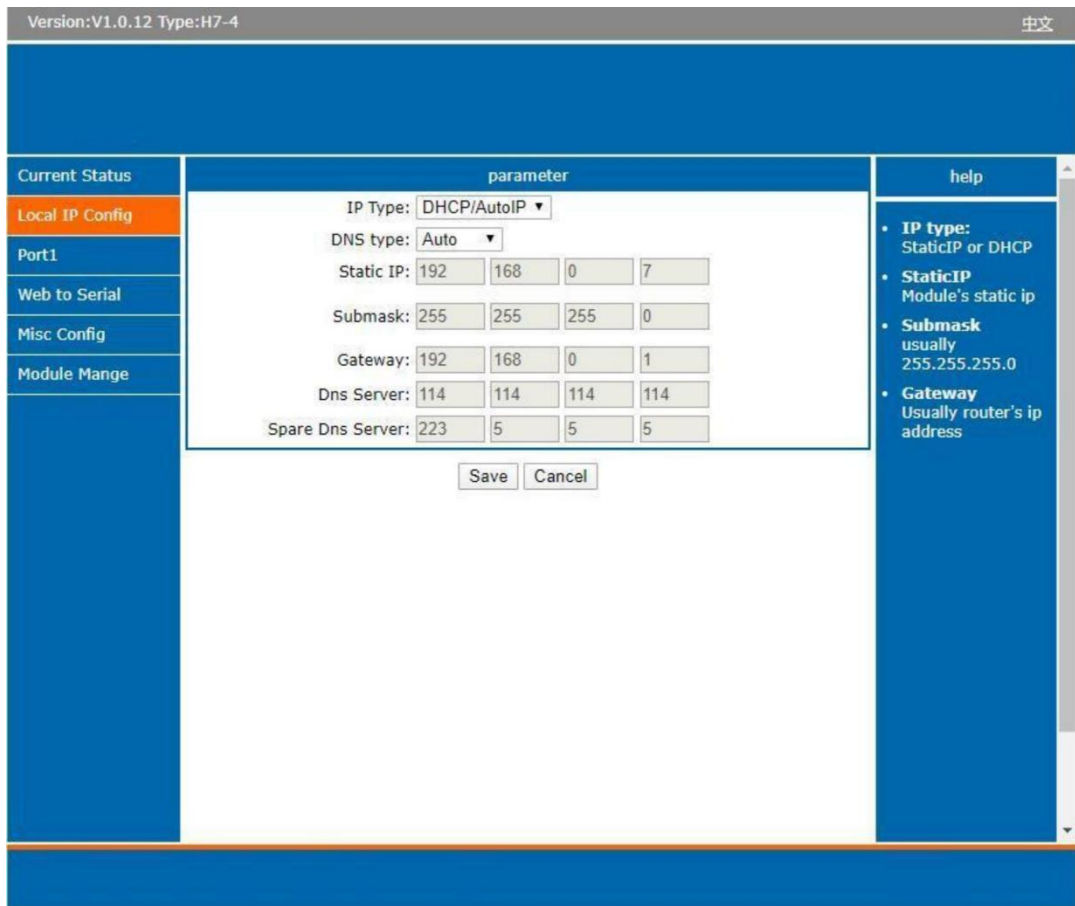 Version:V1.0.12 Type:H7-4
中文
Current Status
Local IP Config
Port1
Web to Serial
Misc Config
Module Mange
parameter
IP Type: DHCP/AutoIP
DNS type: Auto
Static IP: 192 168 0 7
Submask: 255 255 255 0
Gateway: 192 168 0 1
Dns Server: 114 114 114 114
Spare Dns Server: 223 5 5 5
Save Cancel
help
• IP type:
StaticIP or DHCP
• StaticIP
Module's static ip
• Submask
usually
255.255.255.0
• Gateway
Usually router's ip
address